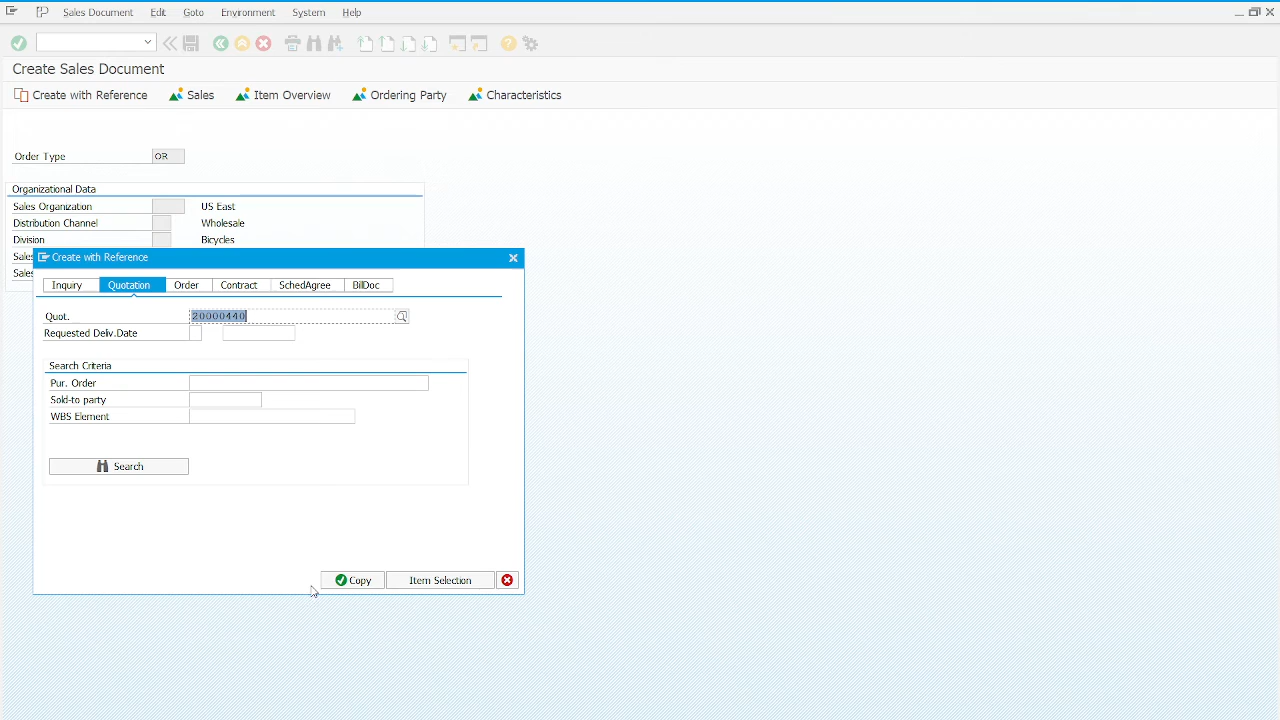 Sales Document Edit Goto Environment System Help
Create Sales Document
Create with Reference Sales Item Overview Ordering Party Characteristics
Order Type OR
Organizational Data
Sales Organization US East
Distribution Channel Wholesale
Division Bicycles
Sales
Sales
Create with Reference
Inquiry Quotation Order Contract SchedAgree BillDoc
Quot. 20000440
Requested Deliv.Date
Search Criteria
Pur. Order
Sold-to party
WBS Element
Search
Copy Item Selection